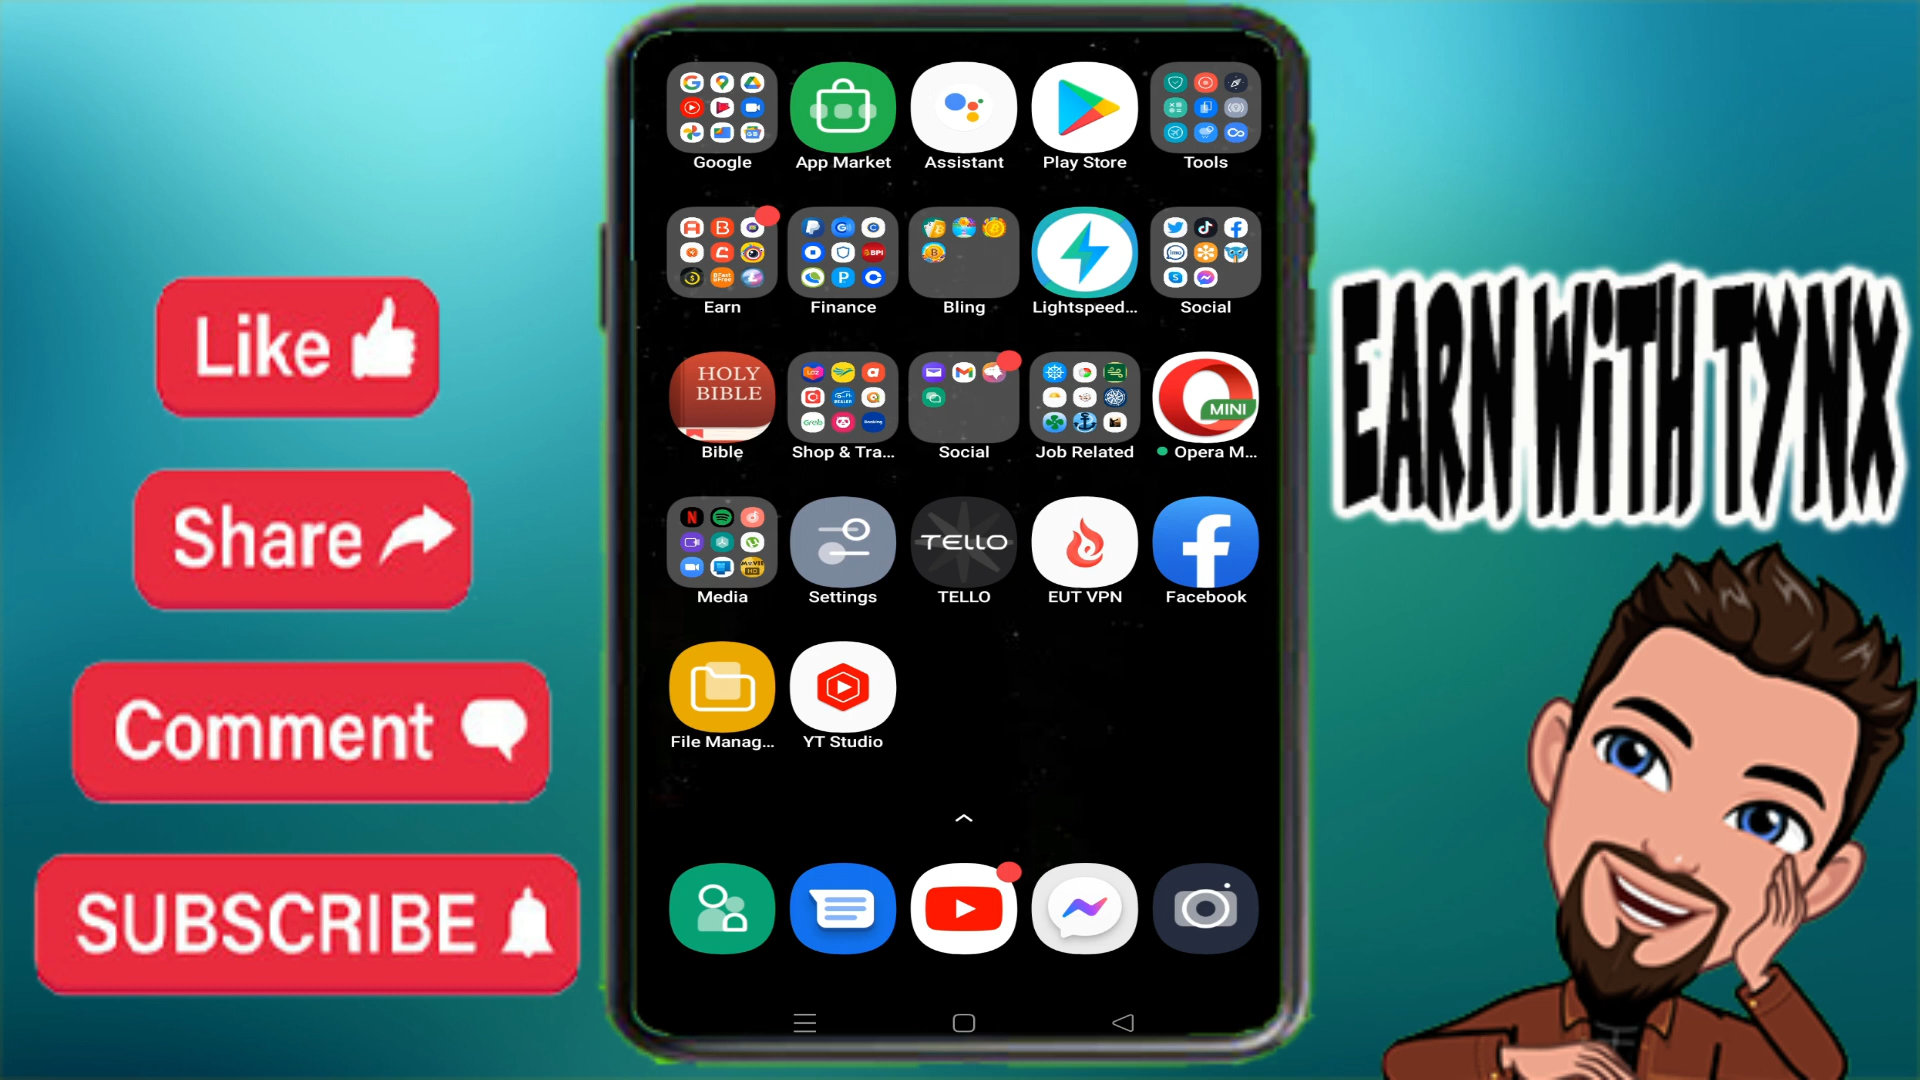 Like
Share
Comment
SUBSCRIBE
Google
App Market
Assistant
Play Store
Tools
Earn
Finance
Bling
Lightspeed...
Social
HOLY
BIBLE
MINI
Bible
Shop & Tra...
Social
Job Related
Opera M...
TELLO
Media
Settings
TELLO
EUT VPN
Facebook
File Manag...
YT Studio
EARN WiTH TYNX